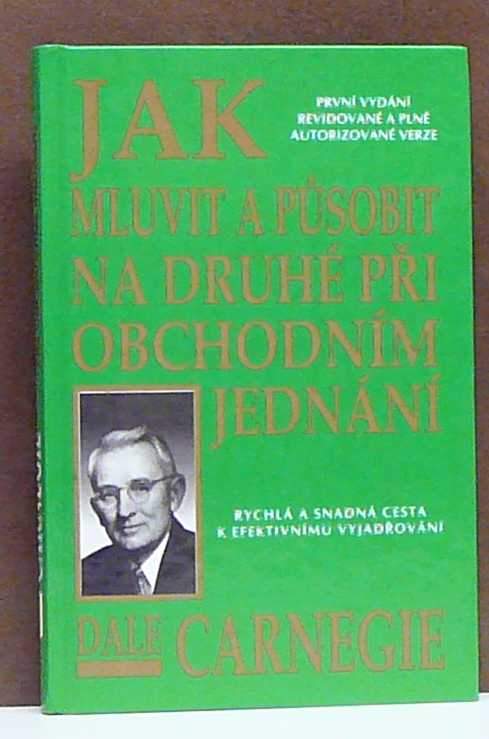 JAK
PRVNÍ VYDÁNÍ
REVIDOVANÉ A PLNĚ
AUTORIZOVANÉ VERZE
MLUVIT A PŮSOBIT
NA DRUHÉ PŘI
OBCHODNÍM
JEDNÁNÍ
RYCHLÁ A SNADNÁ CESTA
K EFEKTIVNÍMU VYJADŘOVÁNÍ
DALE CARNEGIE